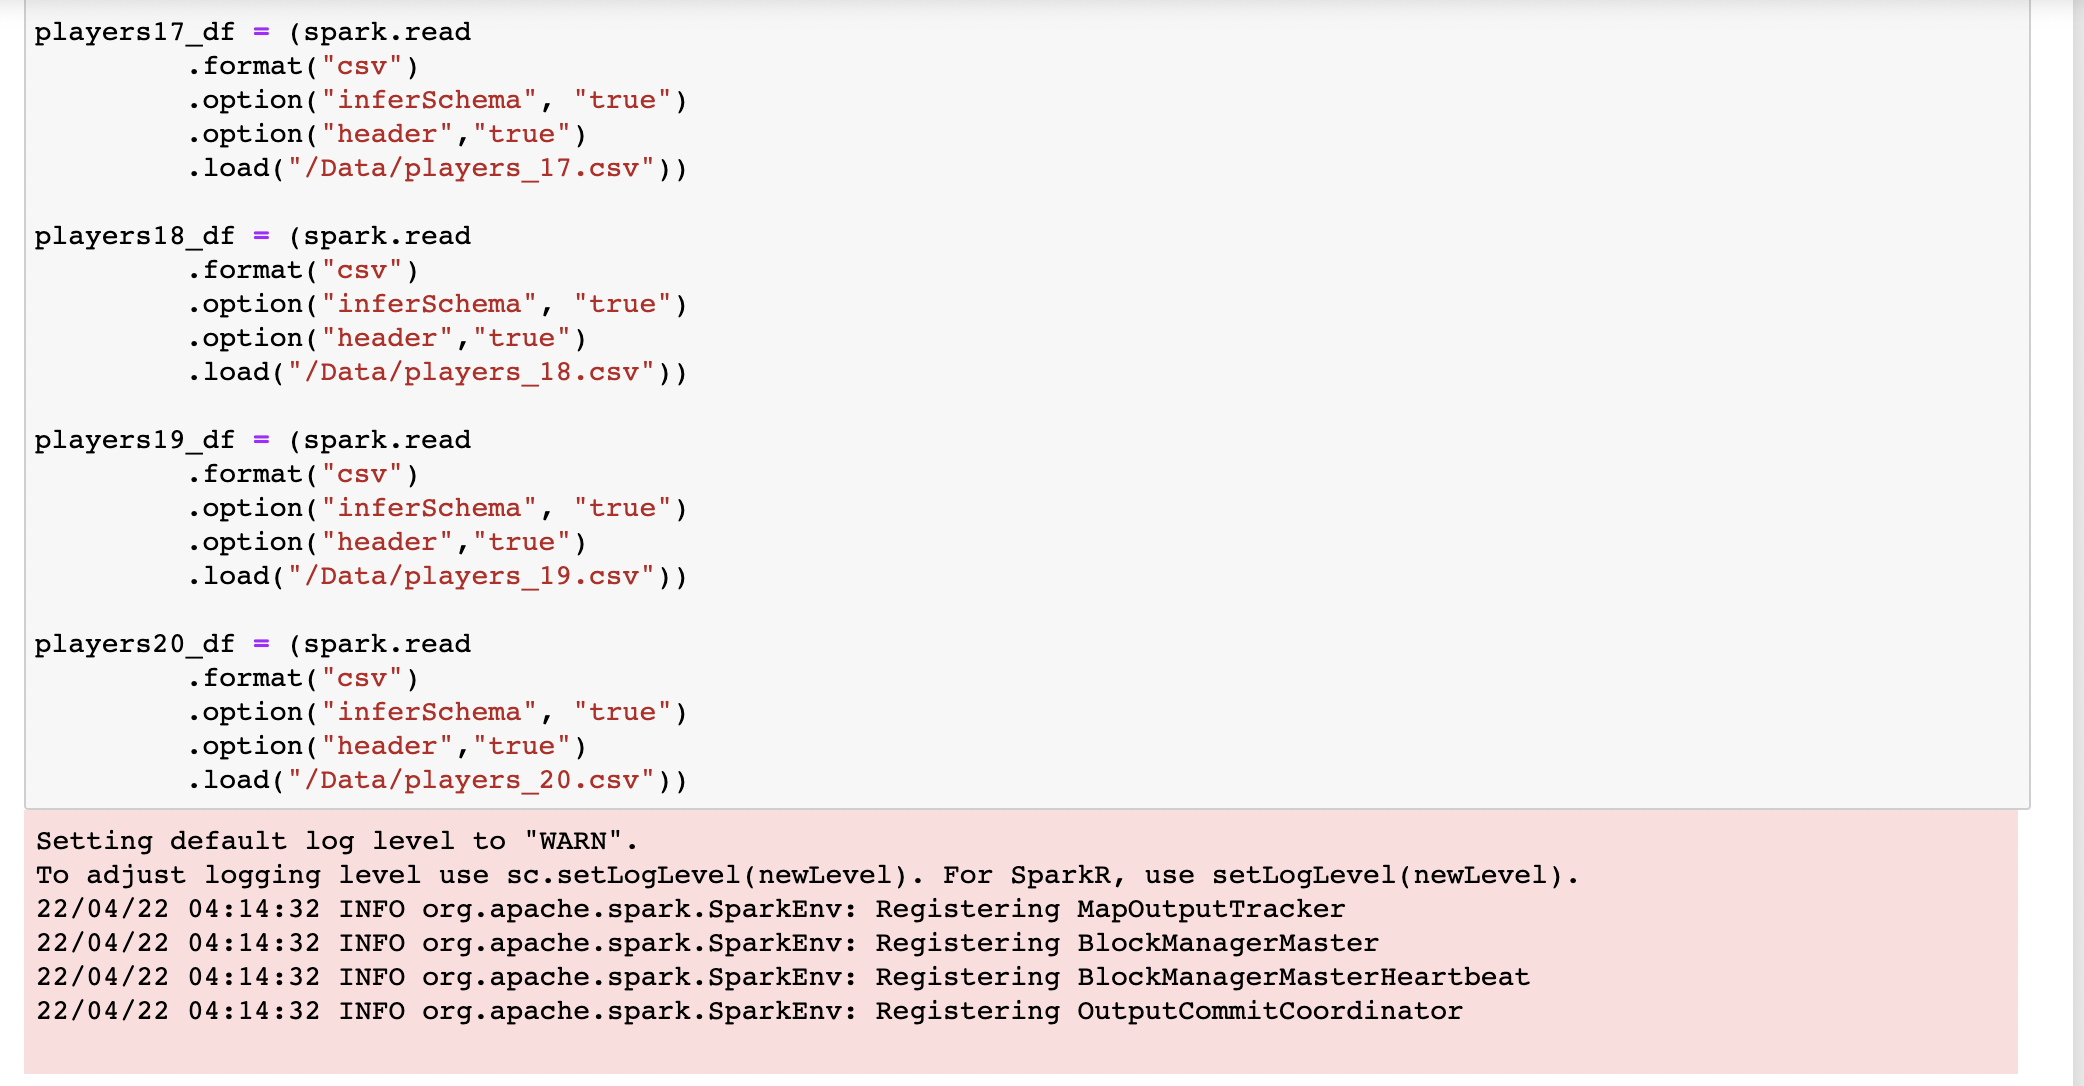 players17_df = (spark.read
.format("csv")
.option("inferSchema", "true")
.option("header","true")
.load("/Data/players_17.csv"))
players18_df = (spark.read
.format("csv")
.option("inferSchema", "true")
.option("header","true")
.load("/Data/players_18.csv"))
players19_df = (spark.read
.format("csv")
.option("inferSchema", "true")
.option("header","true")
.load("/Data/players_19.csv"))
players20_df = (spark.read
.format("csv")
.option("inferSchema", "true")
.option("header","true")
.load("/Data/players_20.csv"))
Setting default log level to "WARN".
To adjust logging level use sc.setLogLevel(newLevel). For SparkR, use setLogLevel(newLevel).
22/04/22 04:14:32 INFO org.apache.spark.SparkEnv: Registering MapOutputTracker
22/04/22 04:14:32 INFO org.apache.spark.SparkEnv: Registering BlockManagerMaster
22/04/22 04:14:32 INFO org.apache.spark.SparkEnv: Registering BlockManagerMasterHeartbeat
22/04/22 04:14:32 INFO org.apache.spark.SparkEnv: Registering OutputCommitCoordinator